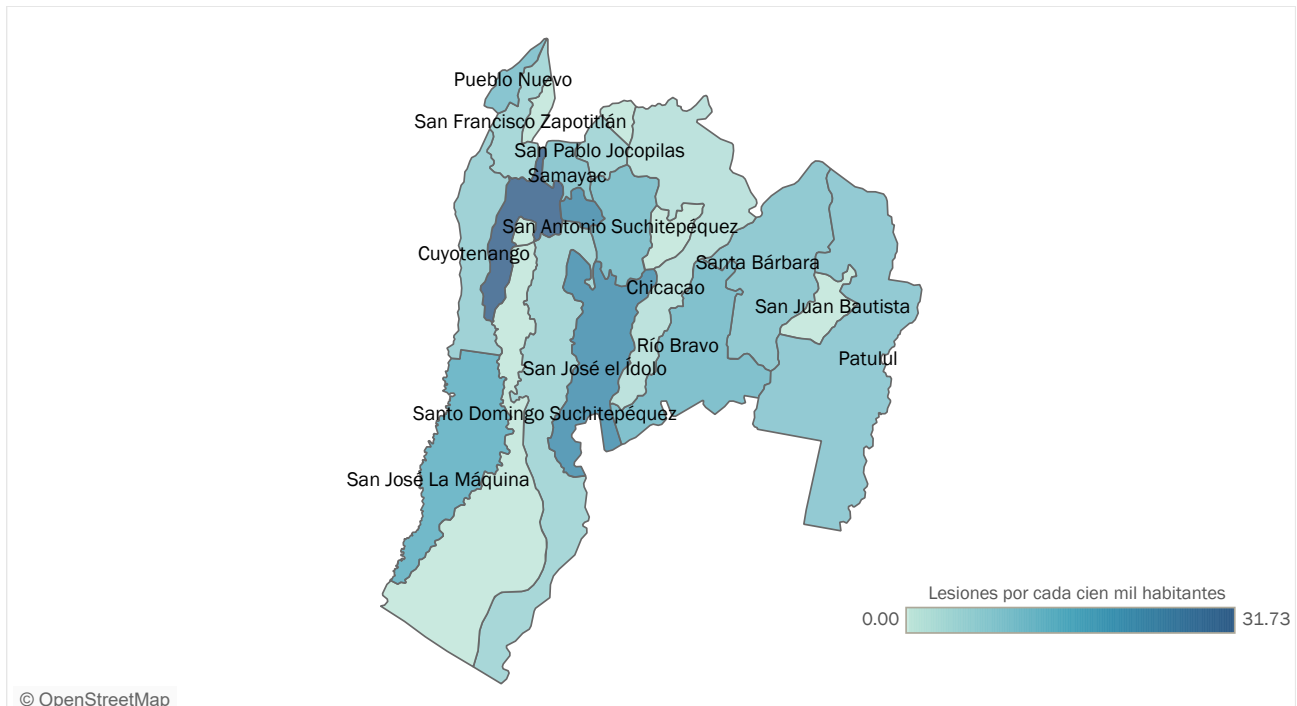 Pueblo Nuevo
San Francisco Zapotitlán
San Pablo Jocopilas
Samayac
San Antonio Suchitepéquez
Cuyotenango
Santa Bárbara
Chicacao
San Juan Bautista
Río Bravo
Patulul
San José el Ídolo
Santo Domingo Suchitepéquez
San José La Máquina
Lesiones por cada cien mil habitantes
0.00 31.73
© OpenStreetMap